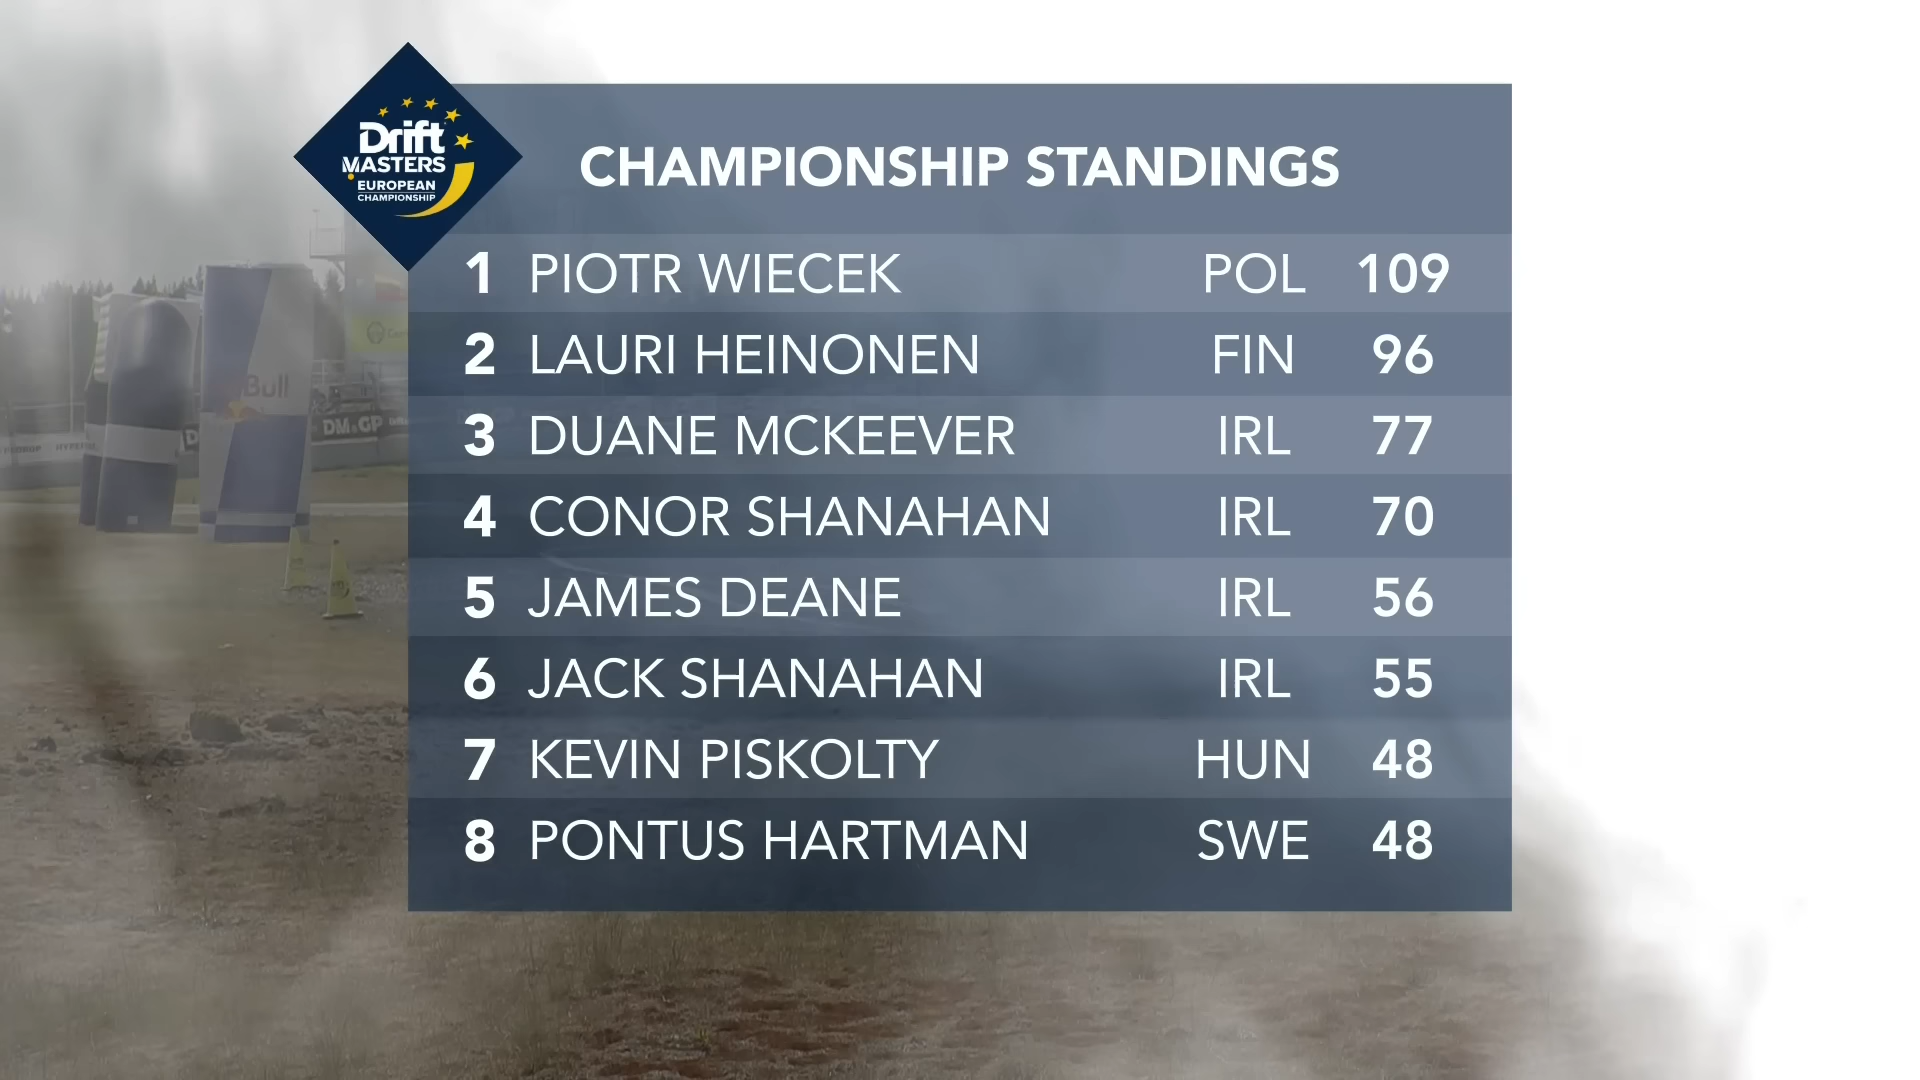 Drift
MASTERS
EUROPEAN
CHAMPIONSHIP
CHAMPIONSHIP STANDINGS
1 PIOTR WIECEK POL 109
2 LAURI HEINONEN FIN 96
3 DUANE MCKEEVER IRL 77
4 CONOR SHANAHAN IRL 70
5 JAMES DEANE IRL 56
6 JACK SHANAHAN IRL 55
7 KEVIN PISKOLTY HUN 48
8 PONTUS HARTMAN SWE 48
Bull
DM GP